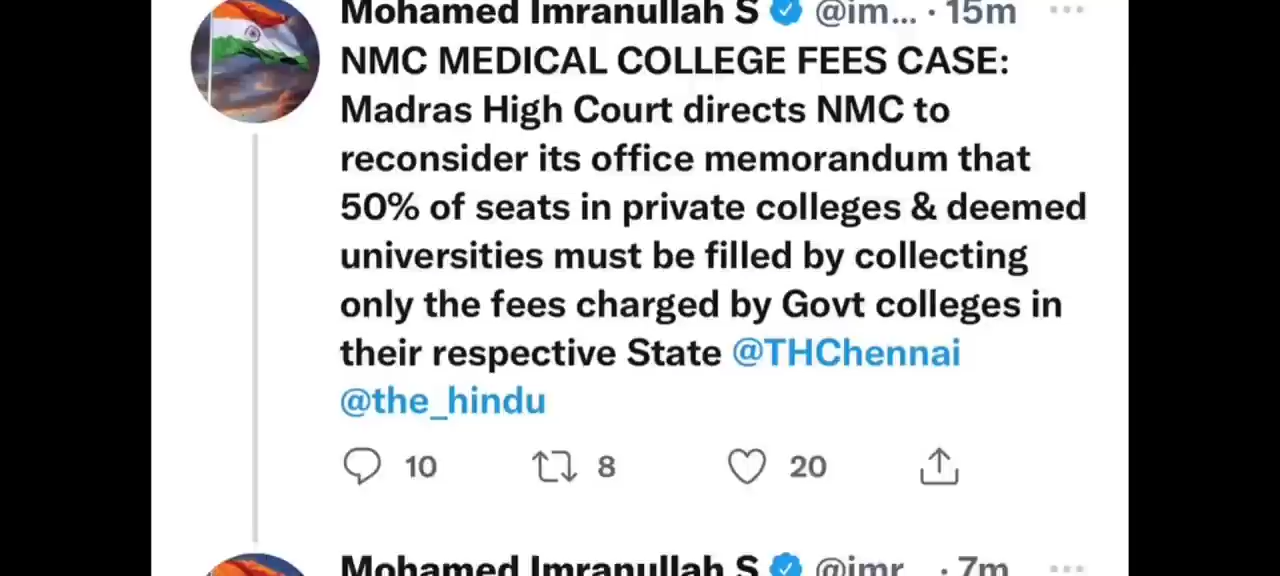 Mohamed Imranullah S @im... · 15m
NMC MEDICAL COLLEGE FEES CASE:
Madras High Court directs NMC to
reconsider its office memorandum that
50% of seats in private colleges & deemed
universities must be filled by collecting
only the fees charged by Govt colleges in
their respective State @THChennai
@the_hindu
10 8 20
Mohamed Imranullah S @imr... · 7m